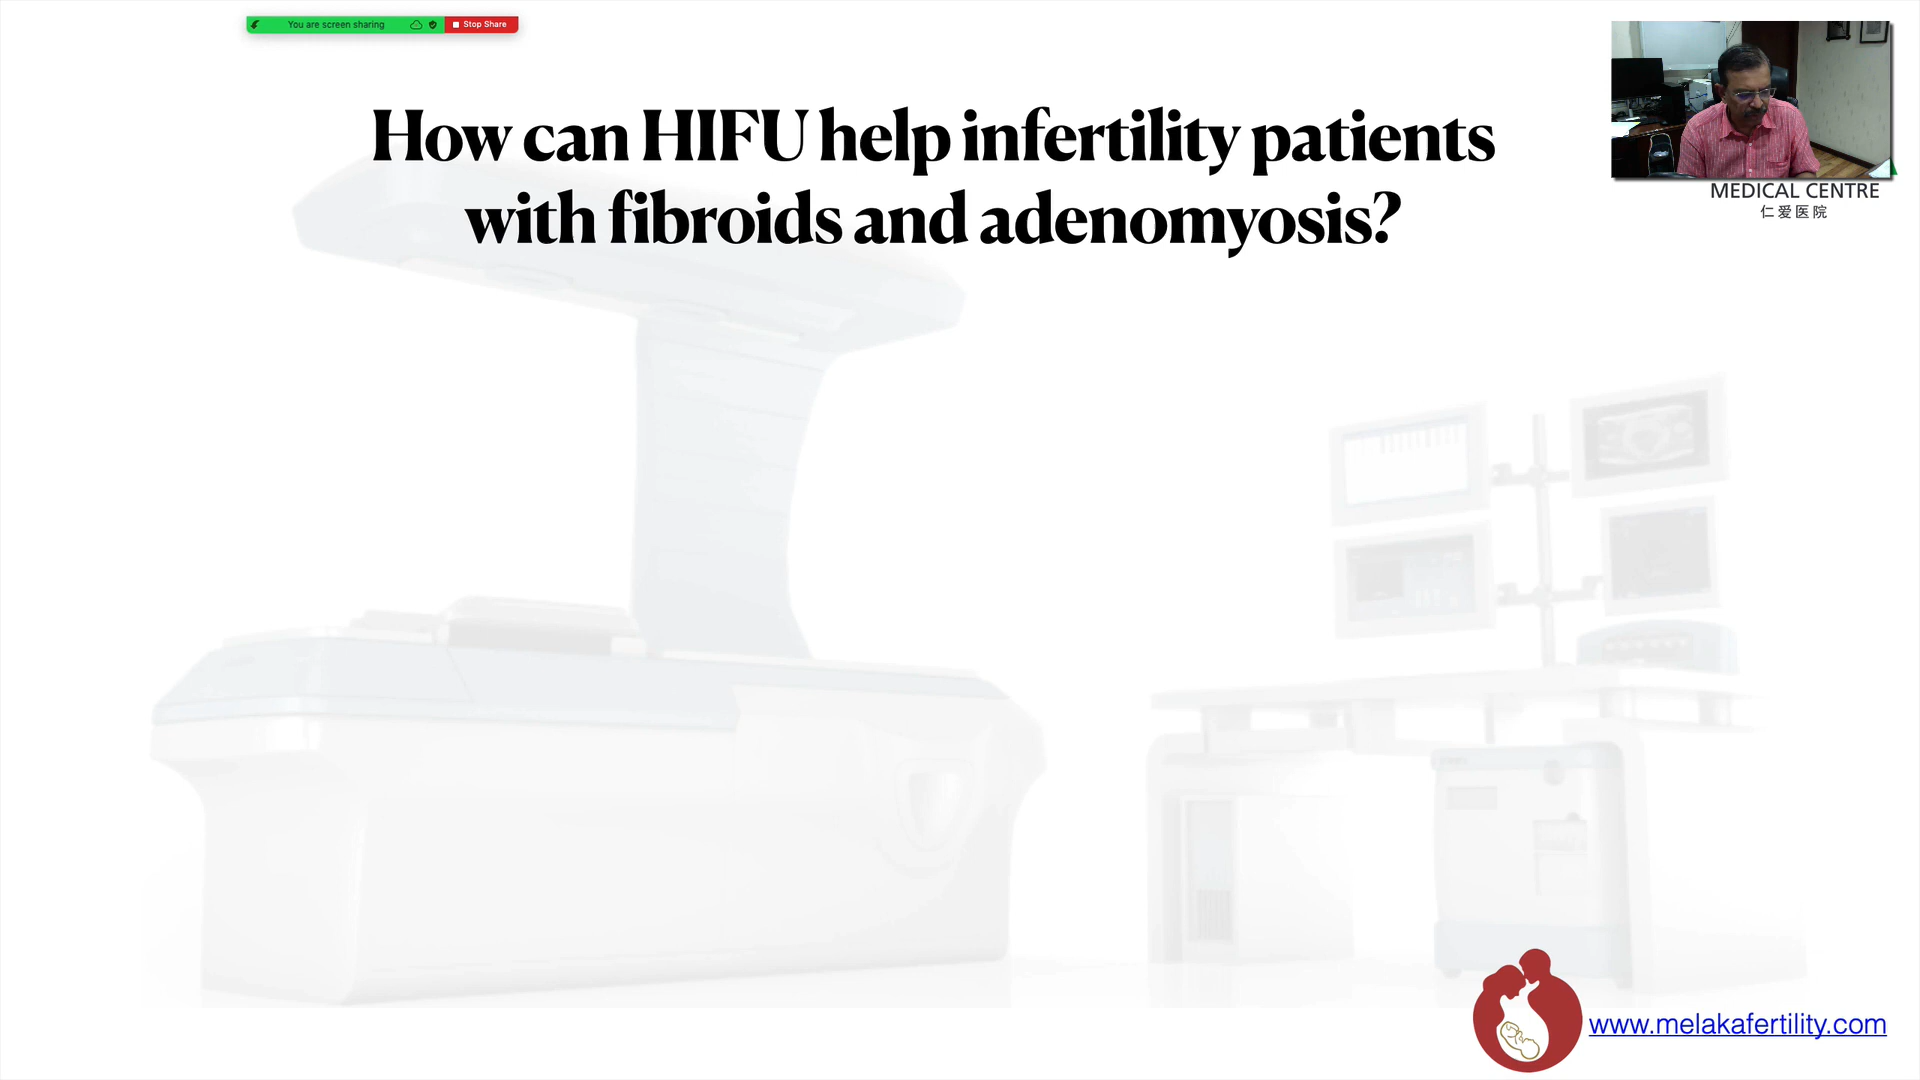 You are screen sharing
Stop Share
How can HIFU help infertility patients
with fibroids and adenomyosis?
MEDICAL CENTRE
仁爱医院
www.melakafertility.com